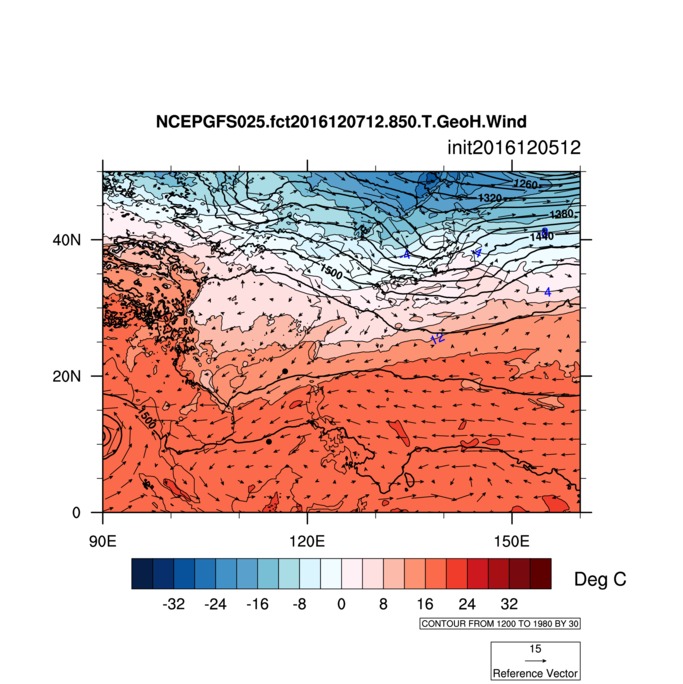 NCEPGFS025.fct2016120712.850.T.GeoH.Wind
init2016120512
1260
1320
1380
1440
40N
4
1500
4
12
20N
1500
0
90E 120E 150E
-32 -24 -16 -8 0 8 16 24 32 Deg C
CONTOUR FROM 1200 TO 1980 BY 30
15
Reference Vector